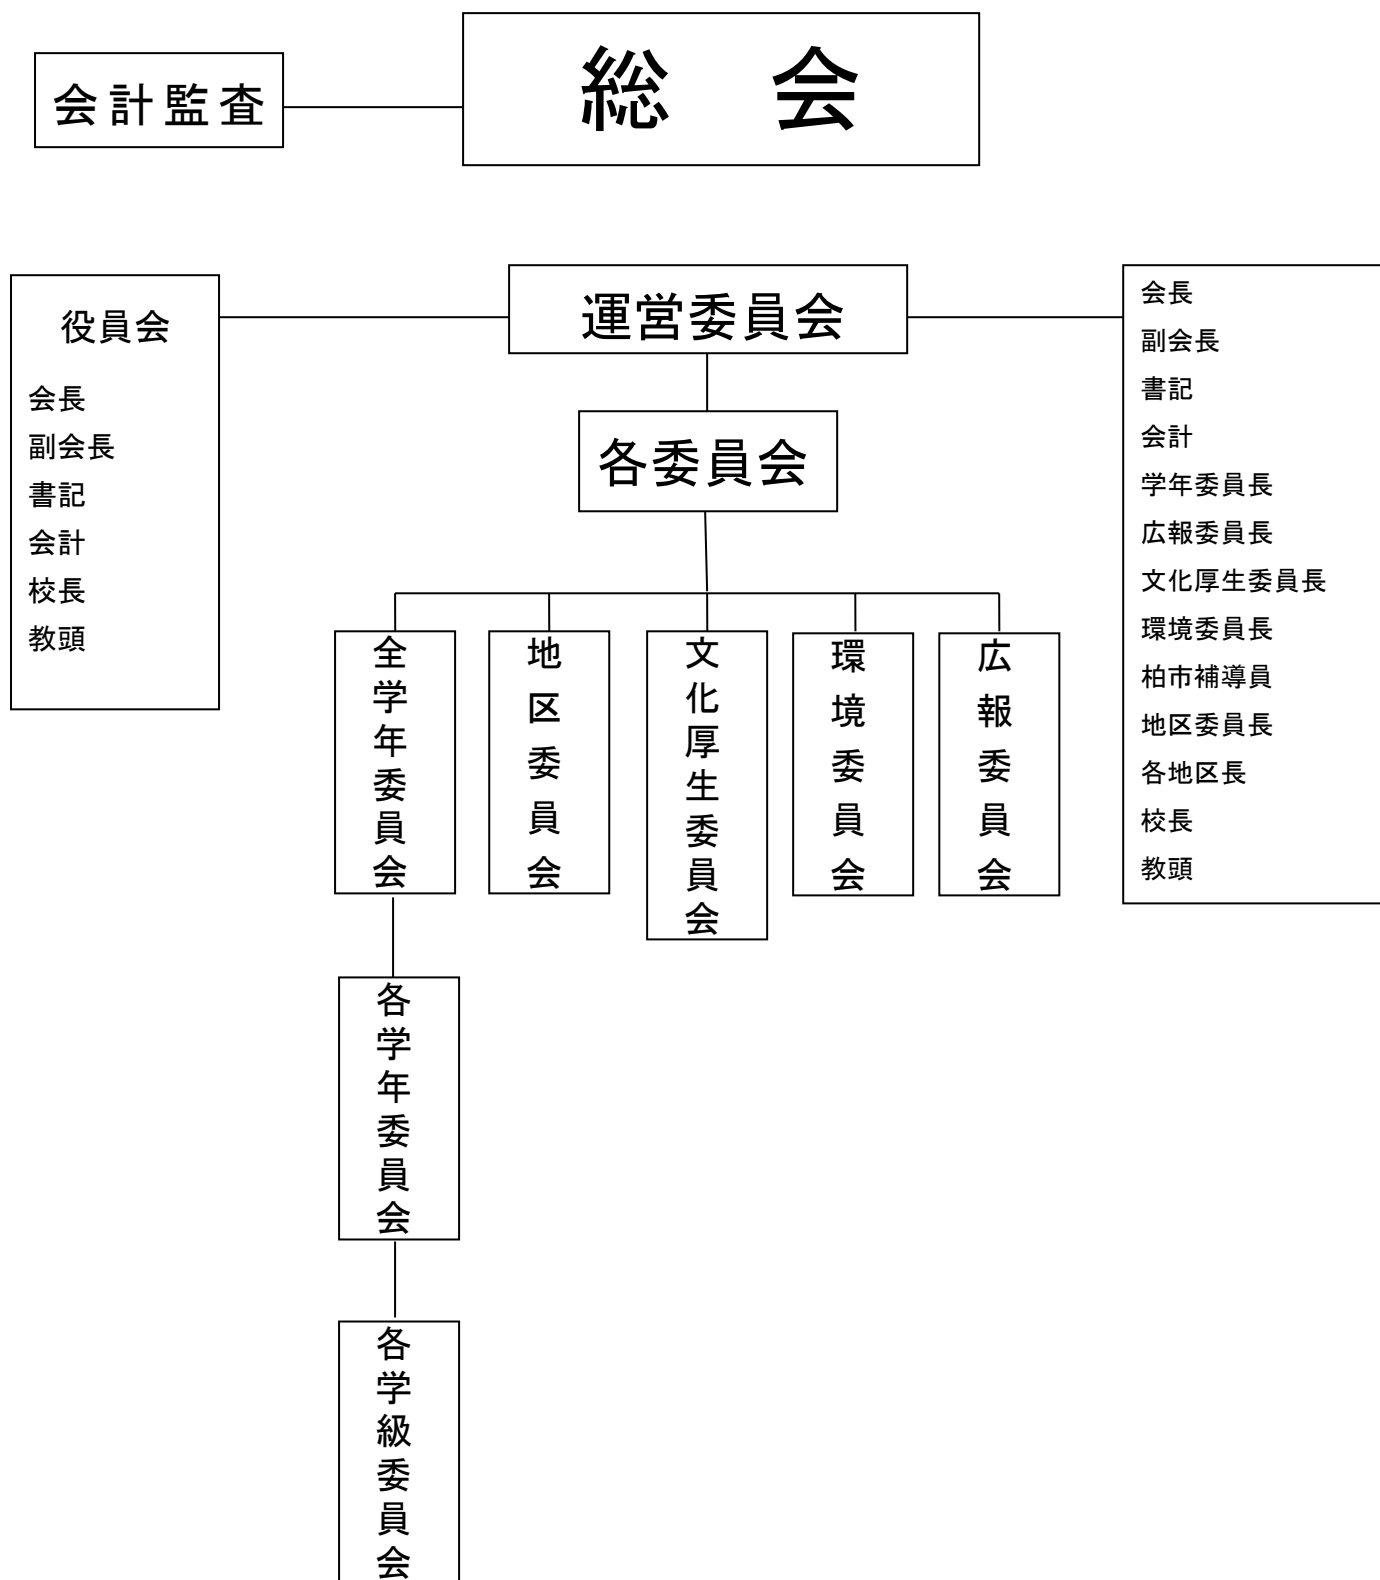 総　会
会計監査
運営委員会
役員会
会長
副会長
書記
会計
校長
教頭
会長
副会長
書記
会計
学年委員長
広報委員長
文化厚生委員長
環境委員長
柏市補導員
地区委員長
各地区長
校長
教頭
各委員会
全学年委員会
地区委員会
文化厚生委員会
環境委員会
広報委員会
各学年委員会
各学級委員会